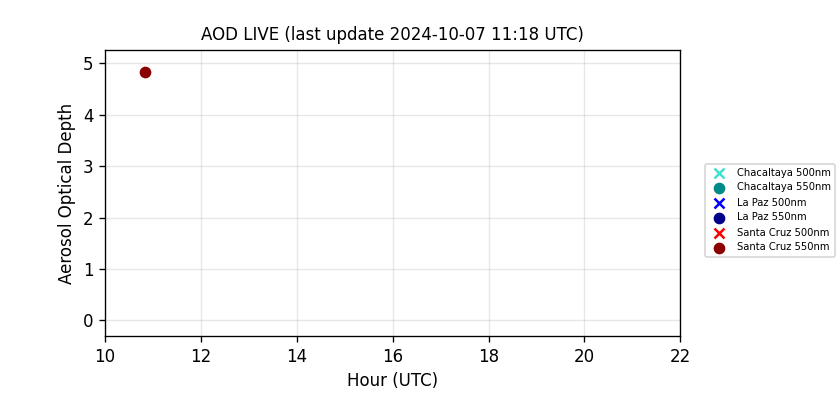 AOD LIVE (last update 2024-10-07 11:18 UTC)
Aerosol Optical Depth
5
4
3
2
1
0
10 12 14 16 18 20 22
Hour (UTC)
Chacaltaya 500nm
Chacaltaya 550nm
La Paz 500nm
La Paz 550nm
Santa Cruz 500nm
Santa Cruz 550nm